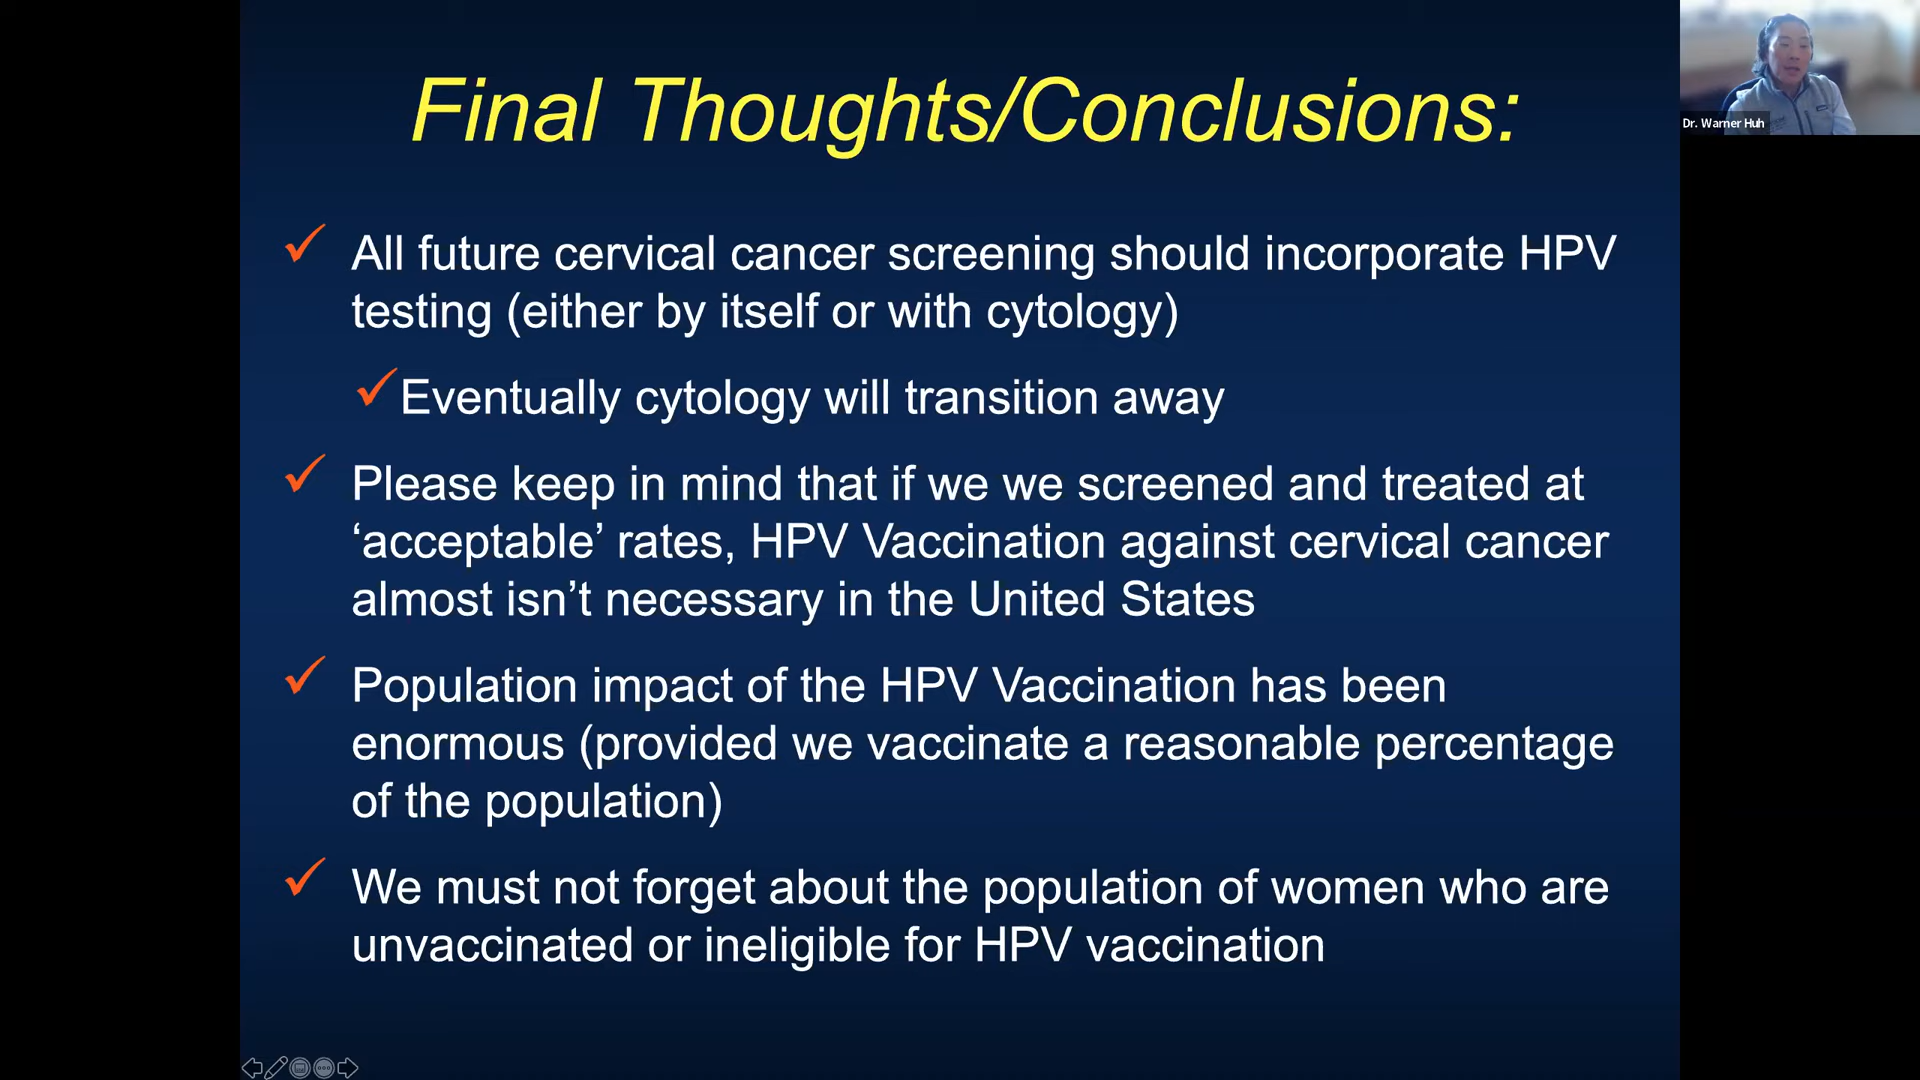 Final Thoughts/Conclusions:
All future cervical cancer screening should incorporate HPV
testing (either by itself or with cytology)
Eventually cytology will transition away
Please keep in mind that if we we screened and treated at
‘acceptable’ rates, HPV Vaccination against cervical cancer
almost isn’t necessary in the United States
Population impact of the HPV Vaccination has been
enormous (provided we vaccinate a reasonable percentage
of the population)
We must not forget about the population of women who are
unvaccinated or ineligible for HPV vaccination
Dr. Warner Huh